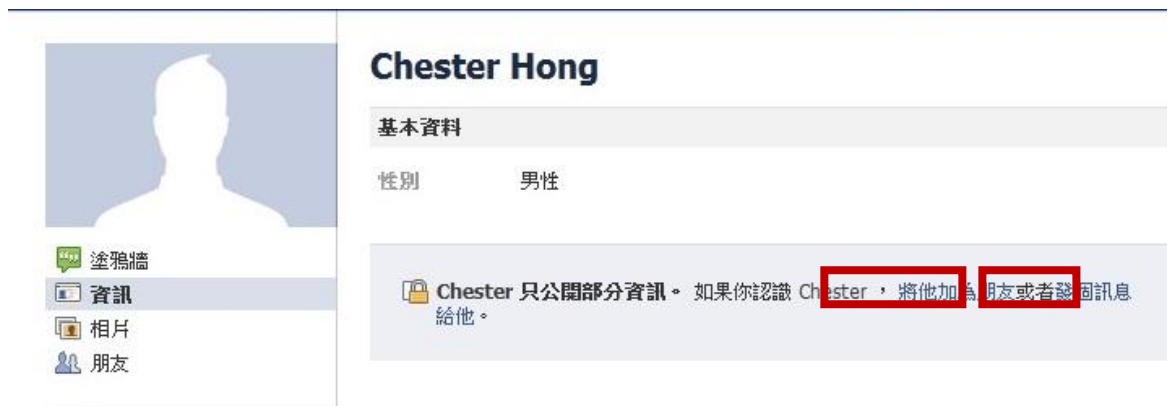 Chester Hong
基本資料
性別 男性
塗鴉牆
資訊
相片
朋友
Chester 只公開部分資訊。 如果你認識 Chester , 將他加為朋友或者發個訊息
給他。